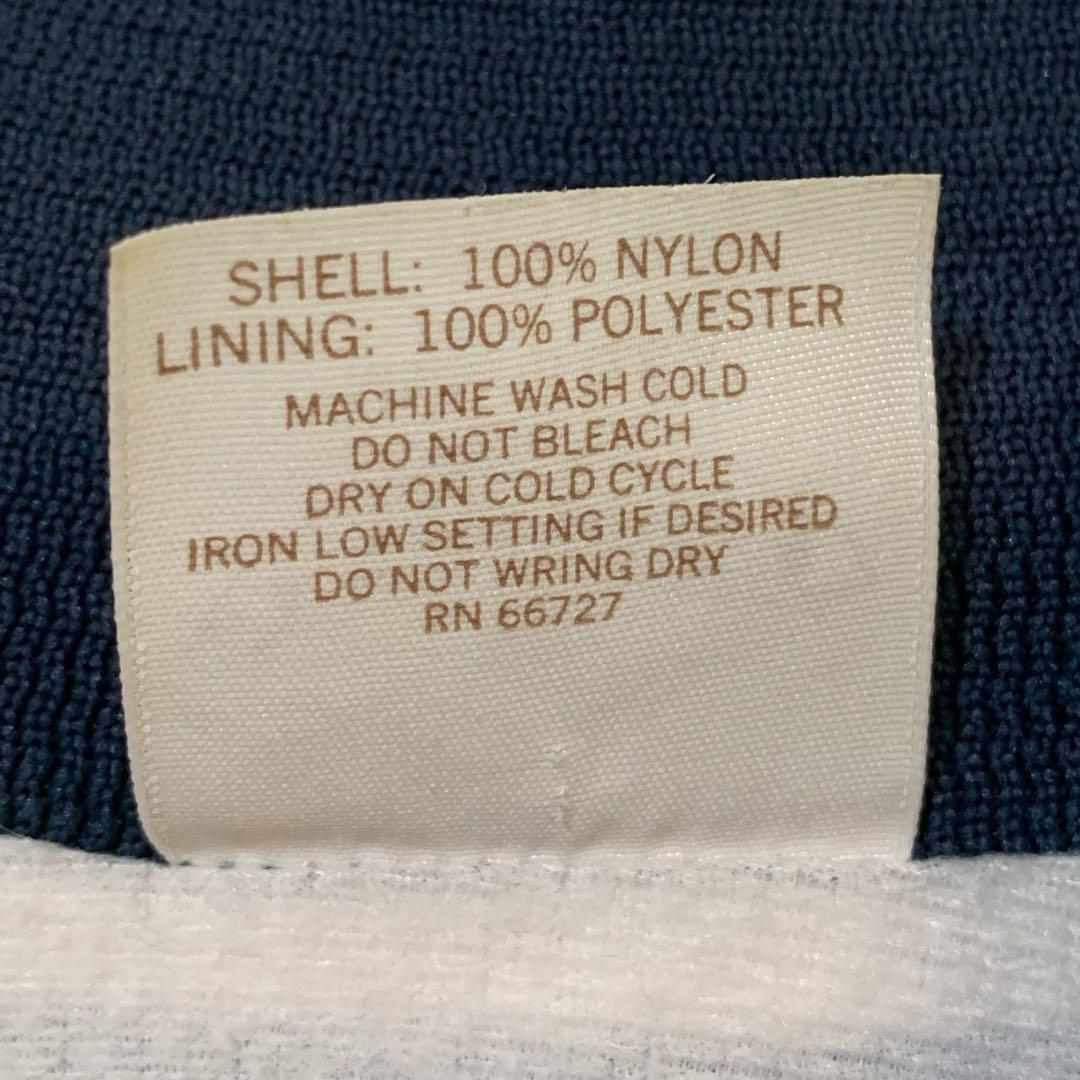 SHELL: 100% NYLON
LINING: 100% POLYESTER
MACHINE WASH COLD
DO NOT BLEACH
DRY ON COLD CYCLE
IRON LOW SETTING IF DESIRED
DO NOT WRING DRY
RN 66727